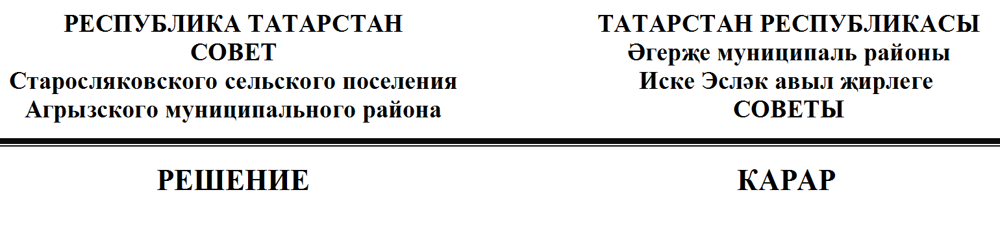 РЕСПУБЛИКА ТАТАРСТАН
СОВЕТ
Старосляковского сельского поселения
Агрызского муниципального района
ТАТАРСТАН РЕСПУБЛИКАСЫ
Әгерҗе муниципаль районы
Иске Эсләк авыл җирлеге
СОВЕТЫ
РЕШЕНИЕ
КАРАР